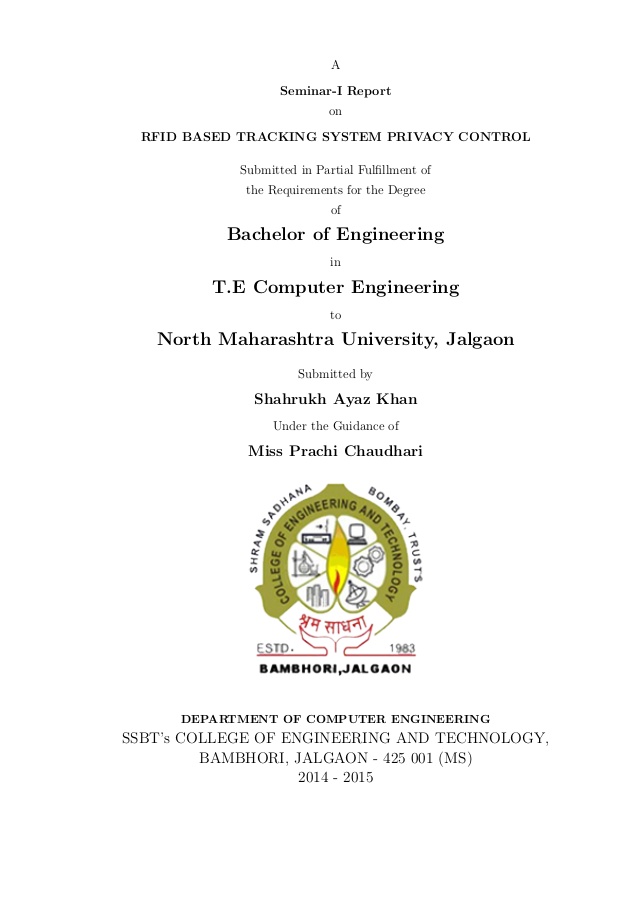 A
Seminar-I Report
on
RFID BASED TRACKING SYSTEM PRIVACY CONTROL
Submitted in Partial Fulfillment of
the Requirements for the Degree
of
Bachelor of Engineering
in
T.E Computer Engineering
to
North Maharashtra University, Jalgaon
Submitted by
Shahrukh Ayaz Khan
Under the Guidance of
Miss Prachi Chaudhari
SHRAM SADHANA BOMBAY, TRUST'S
COLLEGE OF ENGINEERING AND TECHNOLOGY
श्रम साधना
ESTD. 1983
BAMBHORI,JALGAON
DEPARTMENT OF COMPUTER ENGINEERING
SSBT's COLLEGE OF ENGINEERING AND TECHNOLOGY,
BAMBHORI, JALGAON - 425 001 (MS)
2014 - 2015